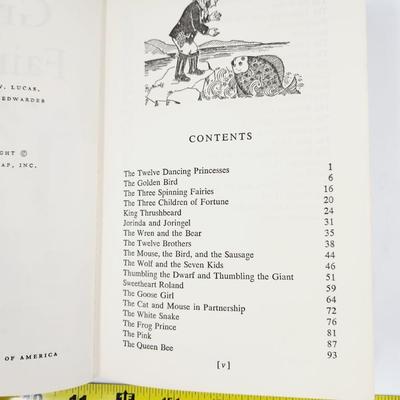 LUCAS,
GHT ©
AP, INC.
OF AMERICA
CONTENTS
The Twelve Dancing Princesses 1
The Golden Bird 6
The Three Spinning Fairies 16
The Three Children of Fortune 20
King Thrushbeard 24
Jorinda and Joringel 31
The Wren and the Bear 35
The Twelve Brothers 38
The Mouse, the Bird, and the Sausage 44
The Wolf and the Seven Kids 46
Thumbling the Dwarf and Thumbling the Giant 51
Sweetheart Roland 59
The Goose Girl 64
The Cat and Mouse in Partnership 72
The White Snake 76
The Frog Prince 81
The Pink 87
The Queen Bee 93
[v]